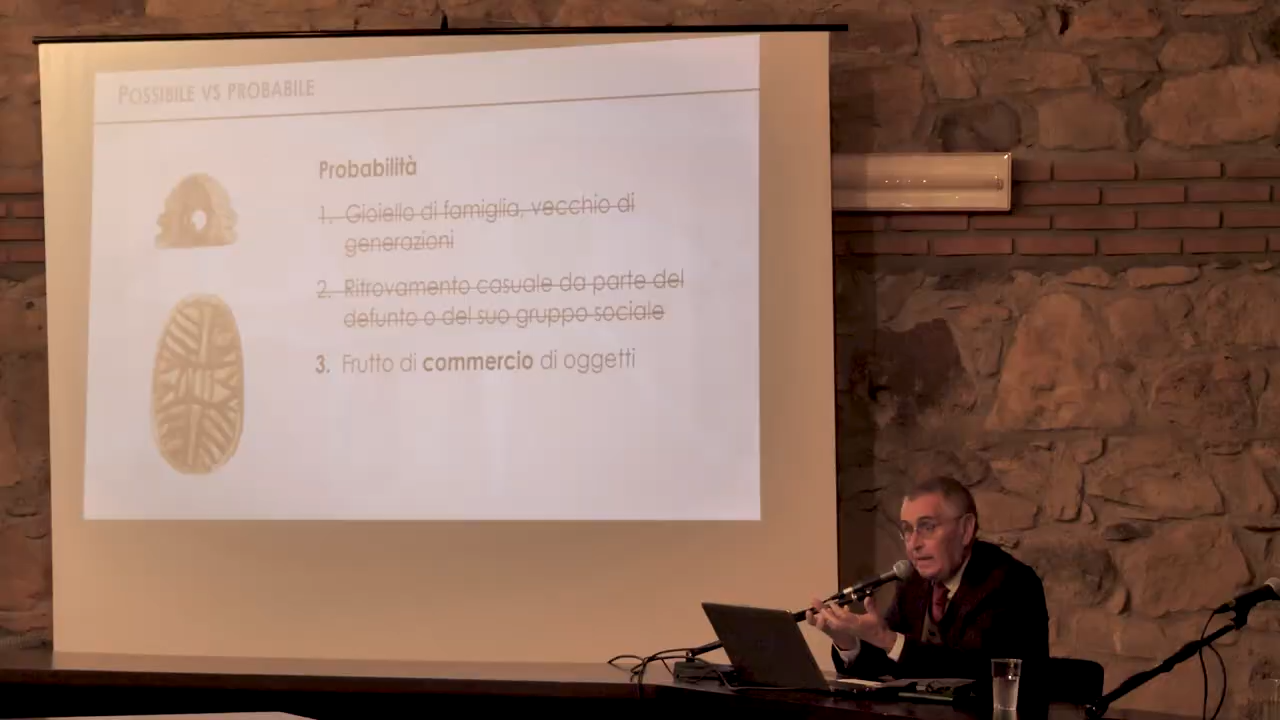 POSSIBILE VS PROBABILE
Probabilità
1. Gioiello di famiglia, vecchio di
generazioni
2. Ritrovamento casuale da parte del
defunto o del suo gruppo sociale
3. Frutto di commercio di oggetti